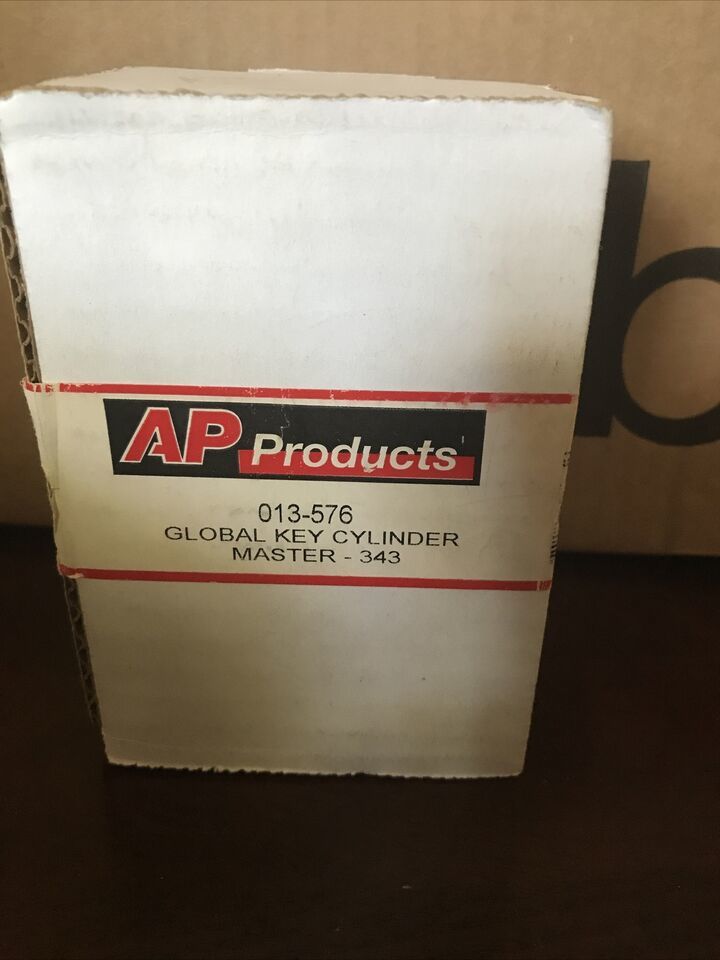 AP Products
013-576
GLOBAL KEY CYLINDER
MASTER - 343
b